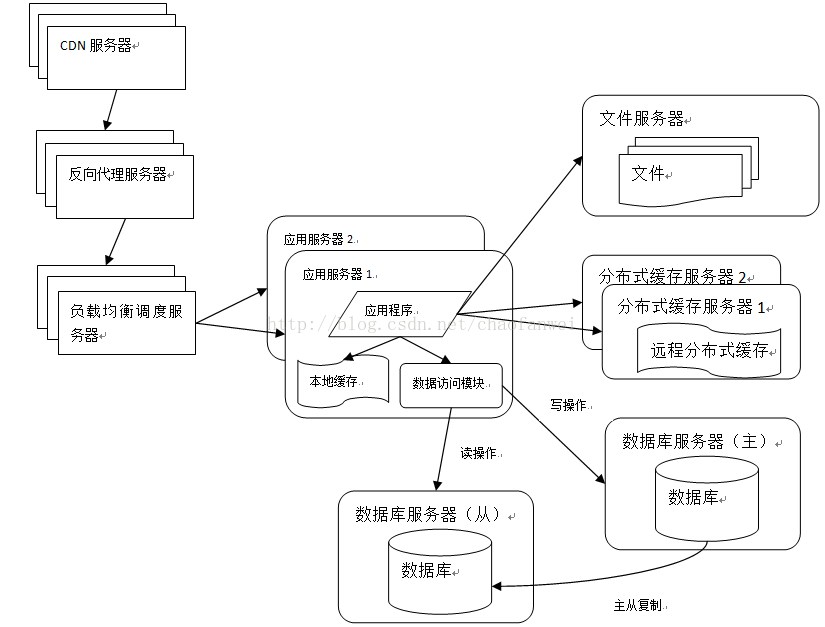 CDN 服务器
反向代理服务器
负载均衡调度服
务器
应用服务器 2.
应用服务器 1.
应用程序.
本地缓存.
数据访问模块
http://blog.csdn.net/chaofanwei
文件服务器
文件
分布式缓存服务器 2
分布式缓存服务器 1
远程分布式缓存
写操作.
读操作.
数据库服务器（主）
数据库
数据库服务器（从）
数据库
主从复制.